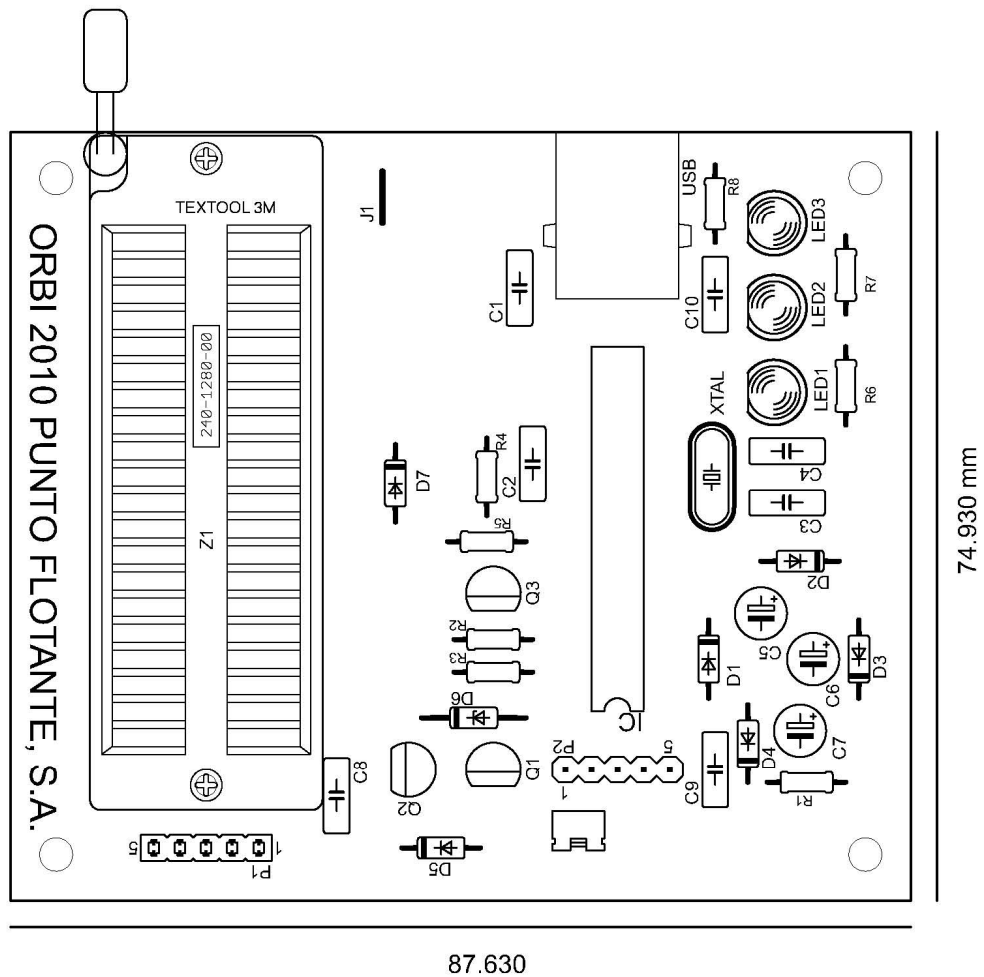 TEXTOOL 3M
ORBI 2010 PUNTO FLOTANTE, S.A.
240-1280-00
Z1
J1
USB
R8
LED3
C1
C10
LED2
R7
XTAL
LED1
R6
D7
R4
C2
C4
R5
C3
Q3
D2
R2
R3
D1
C5
D3
C6
D6
IC
D4
C7
C8
Q2
Q1
P2
1
5
C9
R1
5
1
P1
D5
74.930 mm
87.630